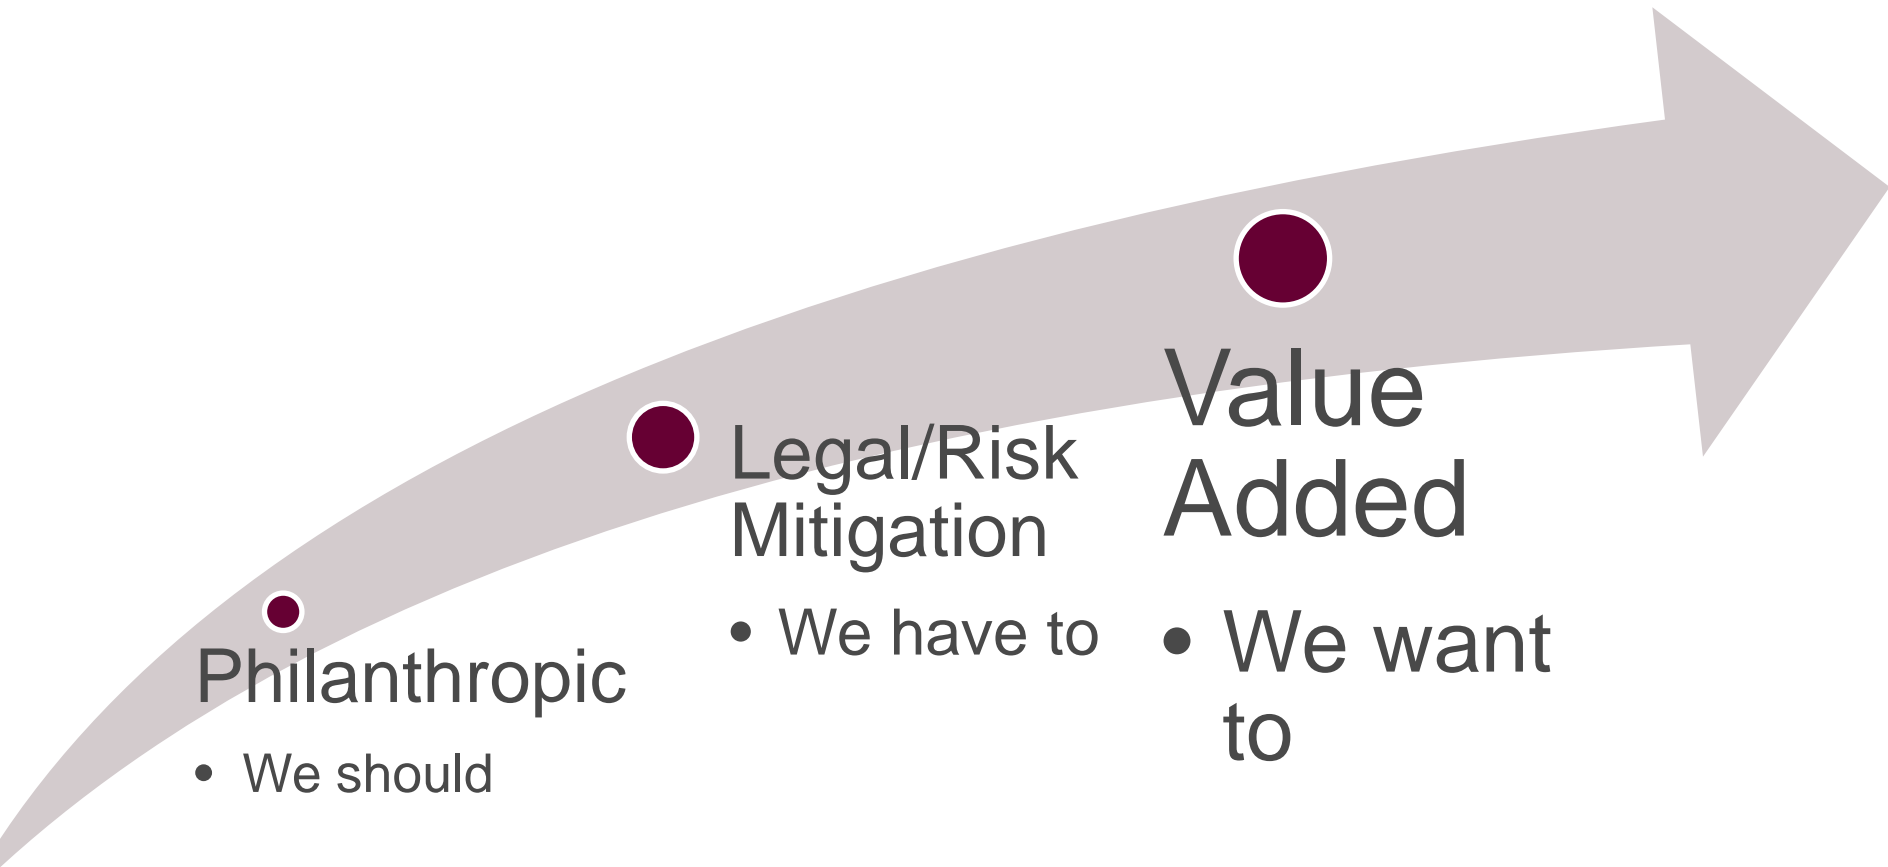 Philanthropic
• We should
Legal/Risk
Mitigation
• We have to
Value
Added
• We want
to